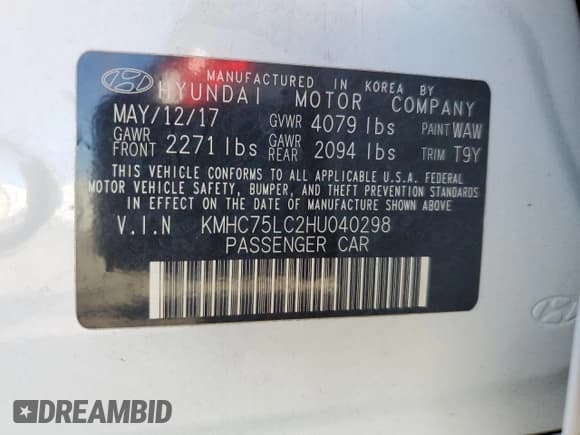 MANUFACTURED IN KOREA BY
HYUNDAI MOTOR COMPANY
MAY/12/17 GVWR 4079 lbs PAINT WAW
GAWR FRONT 2271 lbs GAWR REAR 2094 lbs TRIM T9Y
THIS VEHICLE CONFORMS TO ALL APPLICABLE U.S.A. FEDERAL
MOTOR VEHICLE SAFETY, BUMPER, AND THEFT PREVENTION STANDARDS
IN EFFECT ON THE DATE OF MANUFACTURE SHOWN ABOVE.
V.I.N KMHC75LC2HU040298
PASSENGER CAR
DREAMBID